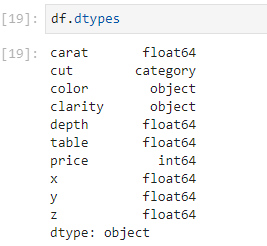 [19]: df.dtypes
[19]: carat float64
cut category
color object
clarity object
depth float64
table float64
price int64
x float64
y float64
z float64
dtype: object